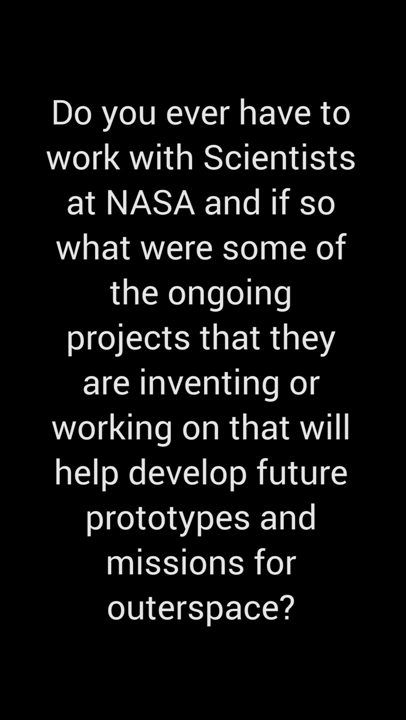 Do you ever have to
work with Scientists
at NASA and if so
what were some of
the ongoing
projects that they
are inventing or
working on that will
help develop future
prototypes and
missions for
outerspace?